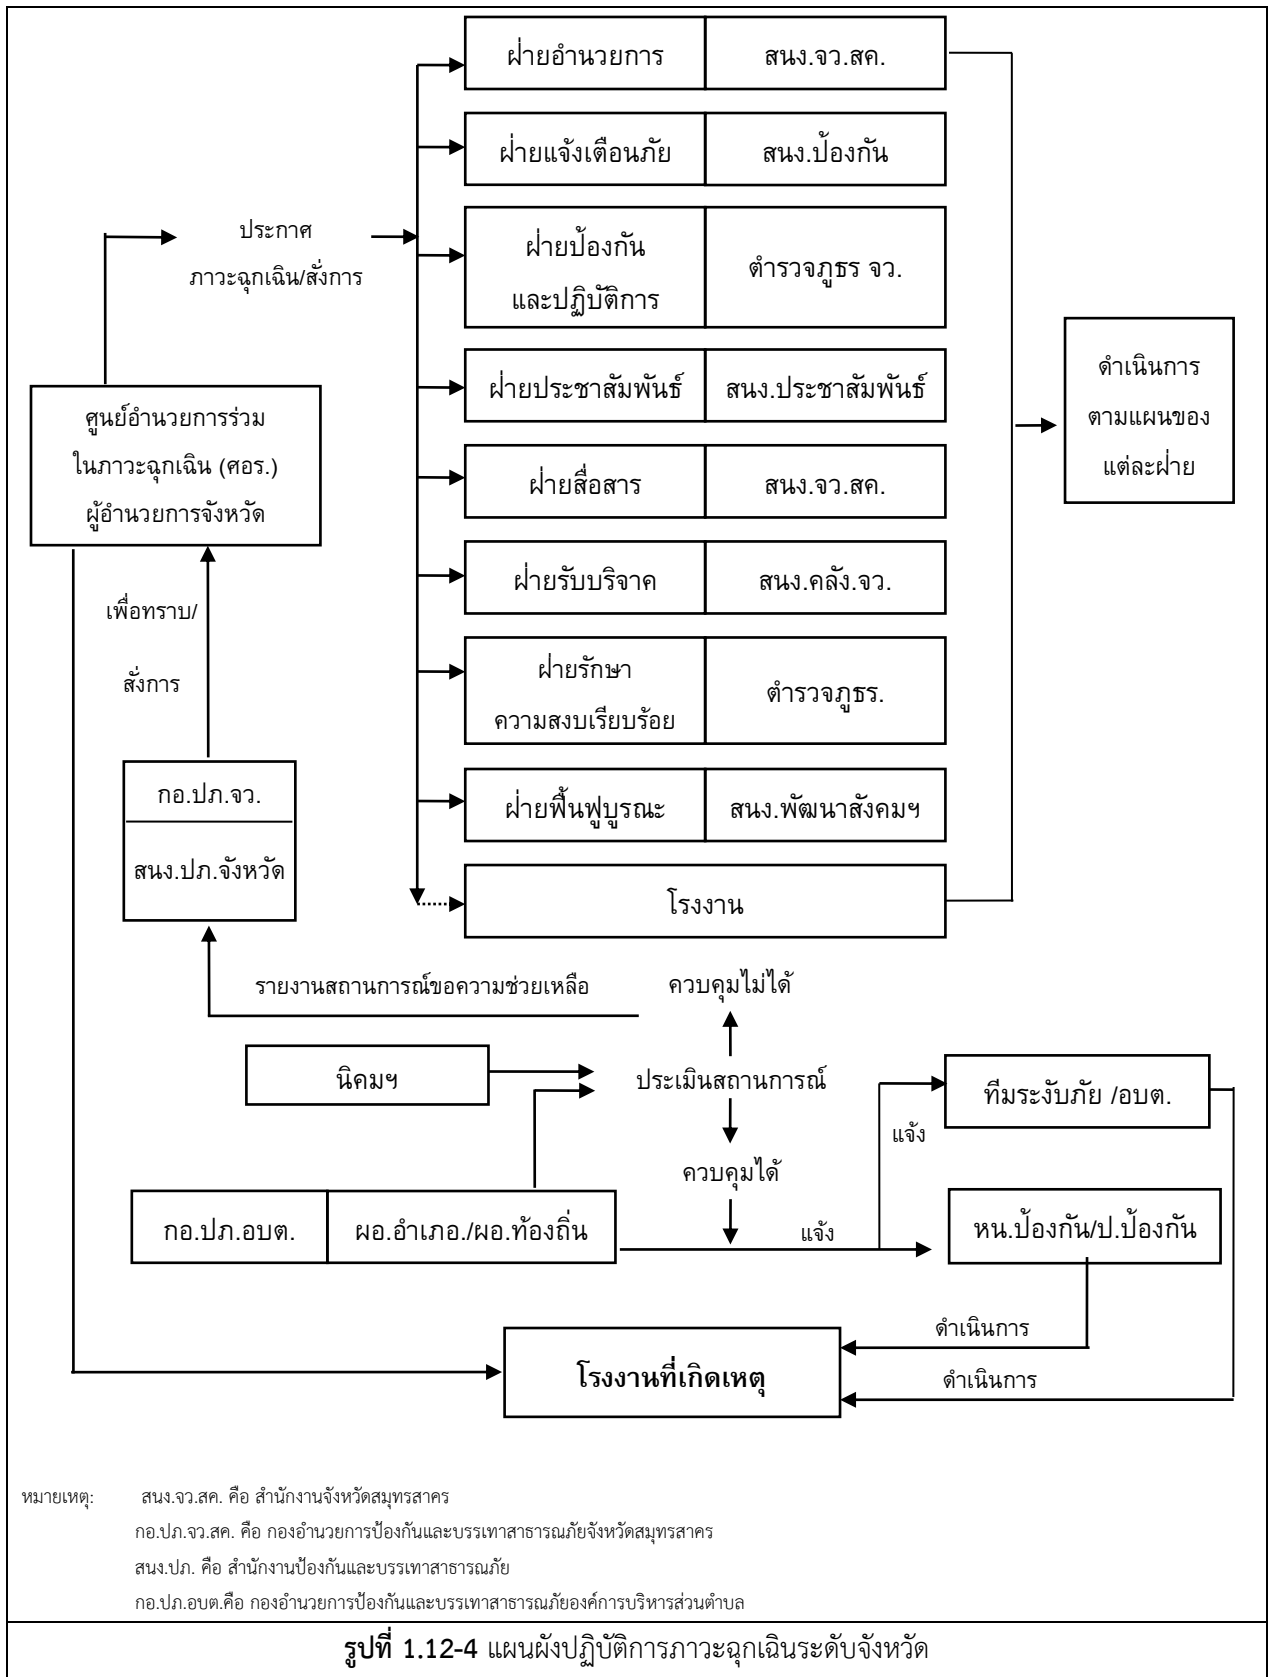 ฝ่ายอำนวยการ สนง.จว.สค.
ฝ่ายแจ้งเตือนภัย สนง.ป้องกัน
ประกาศ
ภาวะฉุกเฉิน/สั่งการ
ฝ่ายป้องกัน
และปฏิบัติการ
ตำรวจภูธร จว.
ฝ่ายประชาสัมพันธ์ สนง.ประชาสัมพันธ์
ดำเนินการ
ตามแผนของ
แต่ละฝ่าย
ศูนย์อำนวยการร่วม
ในภาวะฉุกเฉิน (ศอร.)
ผู้อำนวยการจังหวัด
ฝ่ายสื่อสาร สนง.จว.สค.
ฝ่ายรับบริจาค สนง.คลัง.จว.
เพื่อทราบ/
สั่งการ
ฝ่ายรักษา
ความสงบเรียบร้อย
ตำรวจภูธร.
กอ.ปภ.จว.
สนง.ปภ.จังหวัด
ฝ่ายฟื้นฟูบูรณะ สนง.พัฒนาสังคมฯ
โรงงาน
รายงานสถานการณ์ขอความช่วยเหลือ ควบคุมไม่ได้
นิคมฯ ประเมินสถานการณ์ ทีมระงับภัย /อบต.
แจ้ง
ควบคุมได้
กอ.ปภ.อบต. ผอ.อำเภอ./ผอ.ท้องถิ่น แจ้ง หน.ป้องกัน/ป.ป้องกัน
ดำเนินการ
โรงงานที่เกิดเหตุ
ดำเนินการ
หมายเหตุ: สนง.จว.สค. คือ สำนักงานจังหวัดสมุทรสาคร
กอ.ปภ.จว.สค. คือ กองอำนวยการป้องกันและบรรเทาสาธารณภัยจังหวัดสมุทรสาคร
สนง.ปภ. คือ สำนักงานป้องกันและบรรเทาสาธารณภัย
กอ.ปภ.อบต.คือ กองอำนวยการป้องกันและบรรเทาสาธารณภัยองค์การบริหารส่วนตำบล
รูปที่ 1.12-4 แผนผังปฏิบัติการภาวะฉุกเฉินระดับจังหวัด